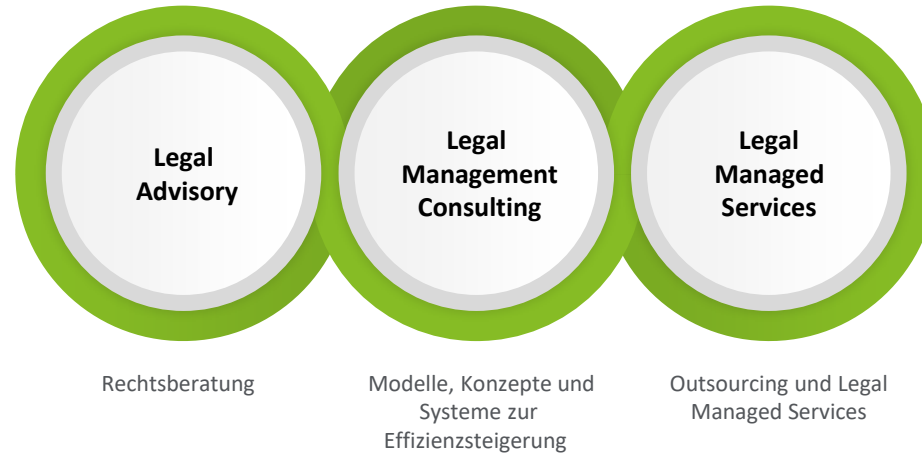 Legal
Advisory
Legal
Management
Consulting
Legal
Managed
Services
Rechtsberatung
Modelle, Konzepte und
Systeme zur
Effizienzsteigerung
Outsourcing und Legal
Managed Services